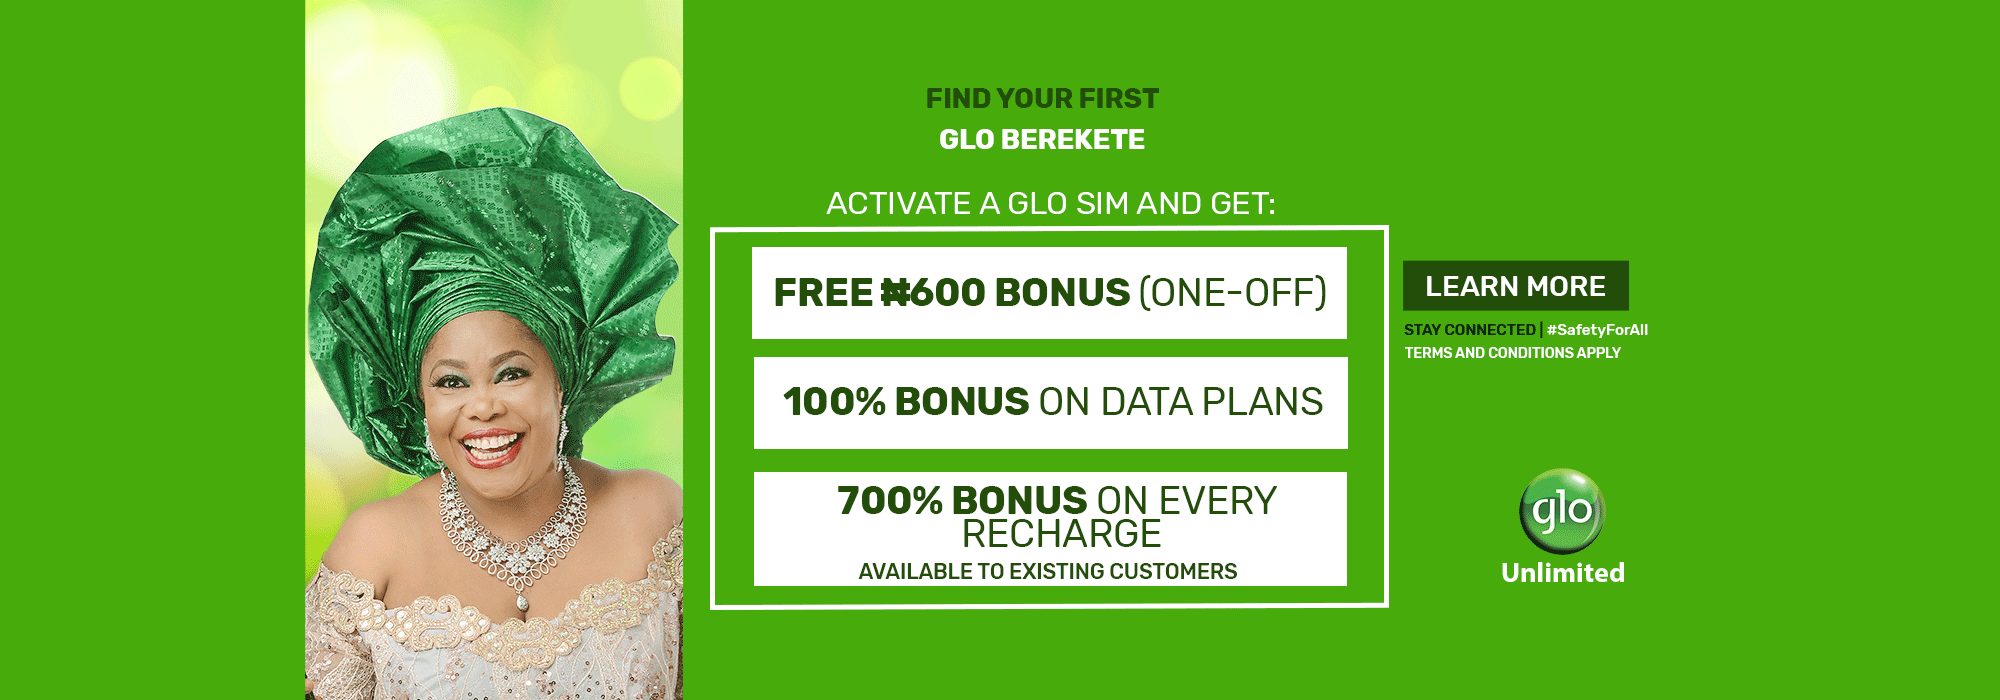 FIND YOUR FIRST
GLO BEREKETE
ACTIVATE A GLO SIM AND GET:
FREE ₦600 BONUS (ONE-OFF)
100% BONUS ON DATA PLANS
700% BONUS ON EVERY
RECHARGE
AVAILABLE TO EXISTING CUSTOMERS
LEARN MORE
STAY CONNECTED | #SafetyForAll
TERMS AND CONDITIONS APPLY
glo
Unlimited